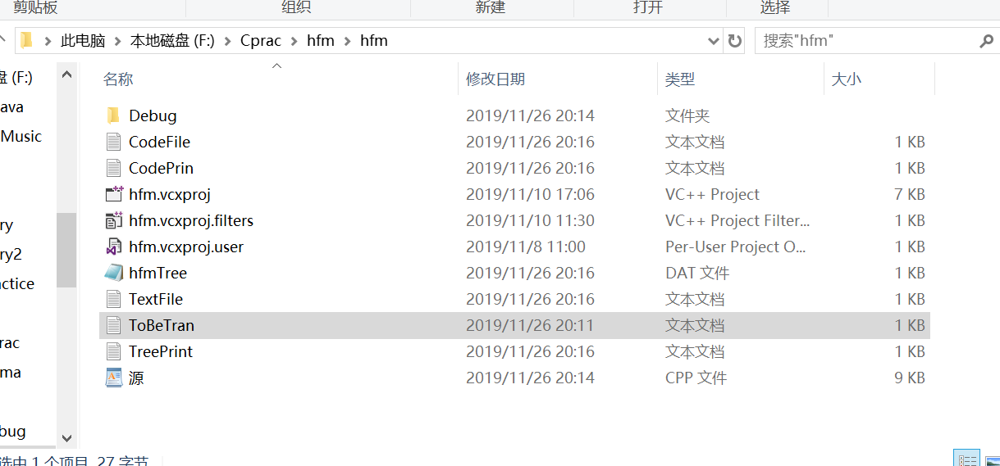 剪贴板 组织 新建 打开 选择
此电脑 本地磁盘 (F:) Cprac hfm hfm 搜索"hfm"
盘 (F:)
ava
Music
ry
ry2
actice
rac
ma
bug
名称 修改日期 类型 大小
Debug 2019/11/26 20:14 文件夹
CodeFile 2019/11/26 20:16 文本文档 1 KB
CodePrin 2019/11/26 20:16 文本文档 1 KB
hfm.vcxproj 2019/11/10 17:06 VC++ Project 7 KB
hfm.vcxproj.filters 2019/11/10 11:30 VC++ Project Filter... 1 KB
hfm.vcxproj.user 2019/11/8 11:00 Per-User Project O... 1 KB
hfmTree 2019/11/26 20:16 DAT 文件 1 KB
TextFile 2019/11/26 20:16 文本文档 1 KB
ToBeTran 2019/11/26 20:11 文本文档 1 KB
TreePrint 2019/11/26 20:16 文本文档 1 KB
源 2019/11/26 20:14 CPP 文件 9 KB
选中 1 个项目 27 字节